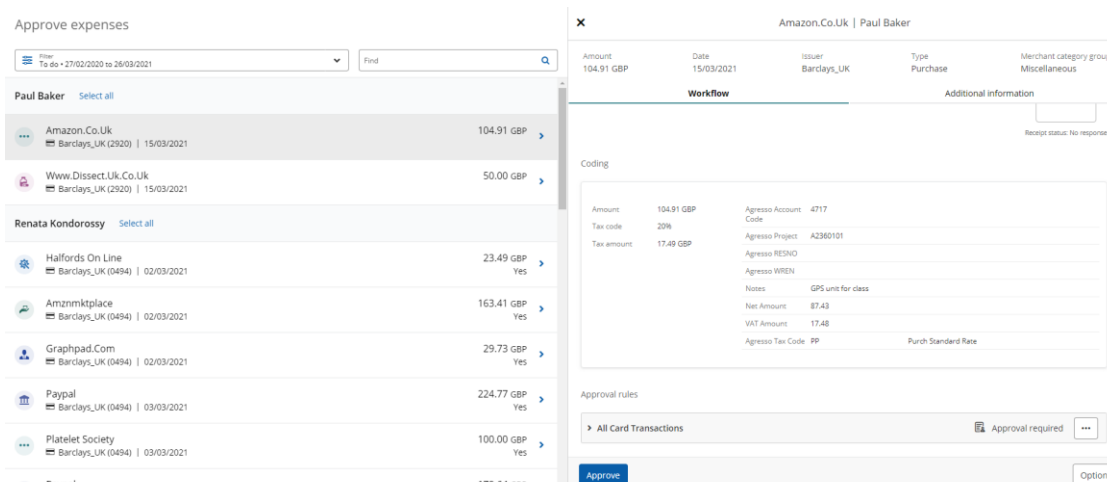 Approve expenses
Filter
To do • 27/02/2020 to 26/03/2021
Find
Paul Baker Select all
Amazon.Co.Uk 104.91 GBP
Barclays_UK (2920) | 15/03/2021
Www.Dissect.Uk.Co.Uk 50.00 GBP
Barclays_UK (2920) | 15/03/2021
Renata Kondorossy Select all
Halfords On Line 23.49 GBP
Barclays_UK (0494) | 02/03/2021 Yes
Amznmktplace 163.41 GBP
Barclays_UK (0494) | 02/03/2021 Yes
Graphpad.Com 29.73 GBP
Barclays_UK (0494) | 02/03/2021 Yes
Paypal 224.77 GBP
Barclays_UK (0494) | 03/03/2021 Yes
Platelet Society 100.00 GBP
Barclays_UK (0494) | 03/03/2021 Yes
Amazon.Co.Uk | Paul Baker
Amount Date Issuer Type Merchant category group
104.91 GBP 15/03/2021 Barclays_UK Purchase Miscellaneous
Workflow Additional information
Receipt status: No response
Coding
Amount 104.91 GBP
Tax code 20%
Tax amount 17.49 GBP
Agresso Account 4717
Code
Agresso Project A2360101
Agresso RESNO
Agresso WREN
Notes GPS unit for class
Net Amount 87.43
VAT Amount 17.48
Agresso Tax Code PP Purch Standard Rate
Approval rules
All Card Transactions Approval required
Approve Option